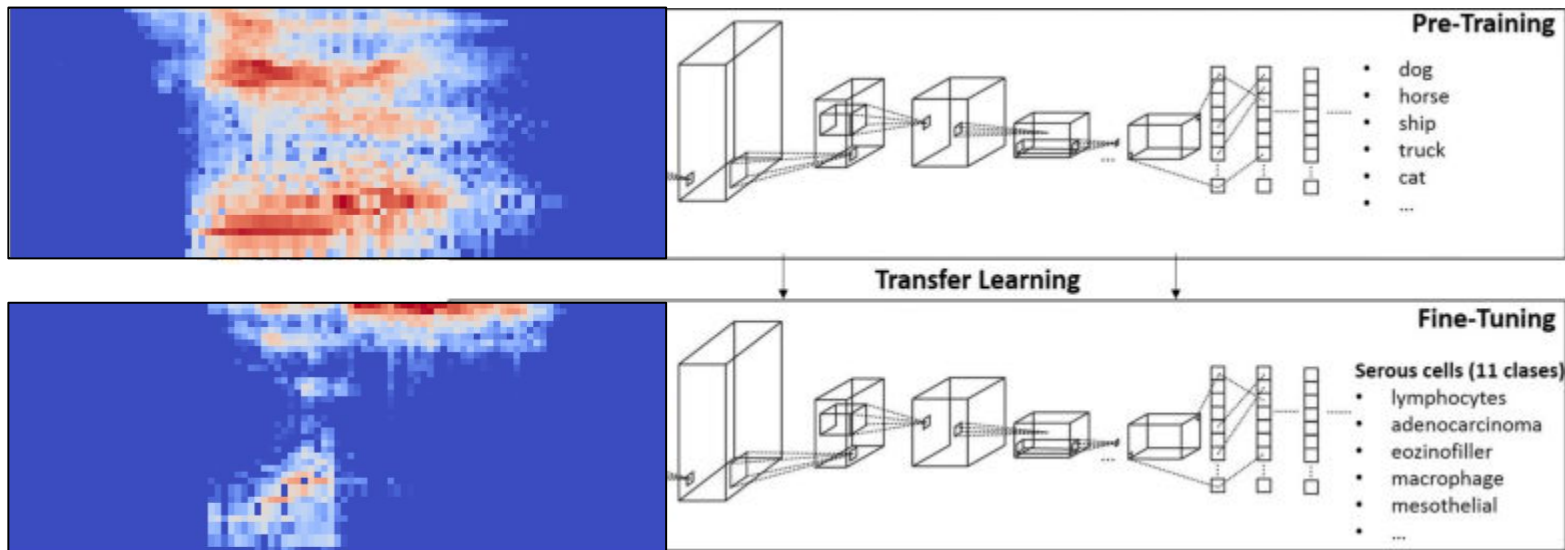 Pre-Training
• dog
• horse
• ship
• truck
• cat
• ...
...
Transfer Learning
Fine-Tuning
Serous cells (11 clases)
• lymphocytes
• adenocarcinoma
• eozinofiller
• macrophage
• mesothelial
• ...
...